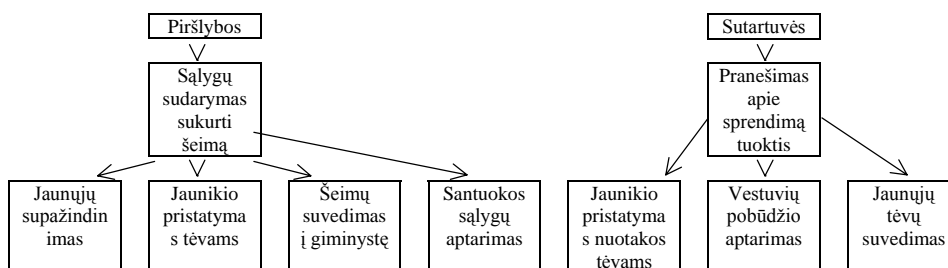 Piršlybos
Sutartuvės
Sąlygų
sudarymas
sukurti
šeimą
Pranešimas
apie
sprendimą
tuoktis
Jaunųjų
supažindin
imas
Jaunikio
pristatyma
s tėvams
Šeimų
suvedimas
į giminystę
Santuokos
sąlygų
aptarimas
Jaunikio
pristatyma
s nuotakos
tėvams
Vestuvių
pobūdžio
aptarimas
Jaunųjų
tėvų
suvedimas